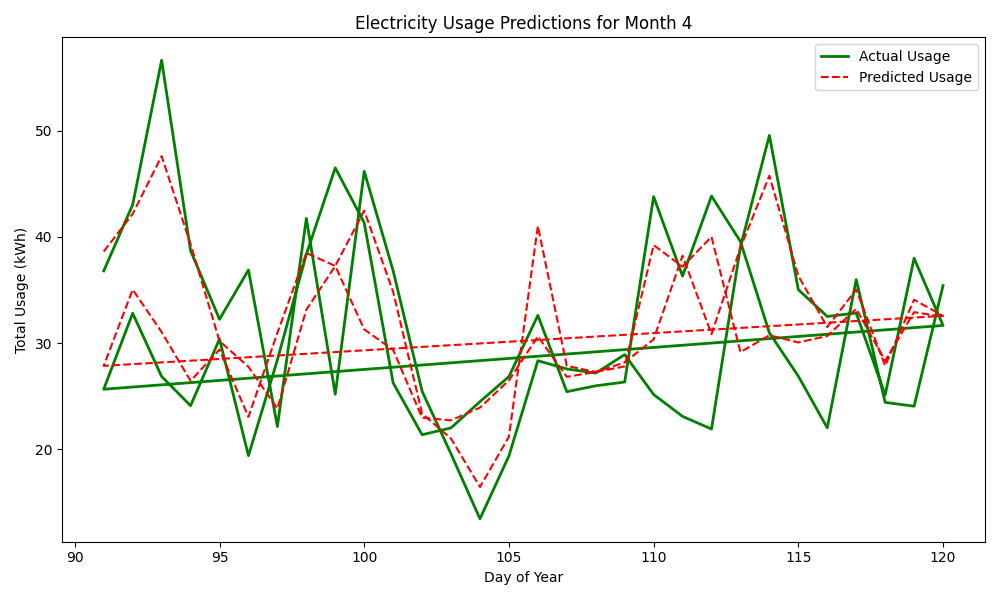 Electricity Usage Predictions for Month 4
Actual Usage
Predicted Usage
Total Usage (kWh)
50
40
30
20
90
95
100
105
110
115
120
Day of Year